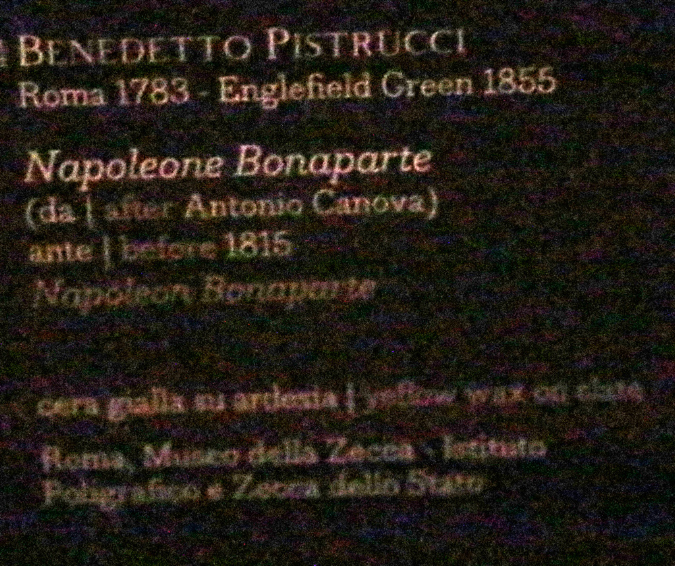 BENEDETTO PISTRUCCI
Roma 1783 - Englefield Green 1855
Napoleone Bonaparte
(da | after Antonio Canova)
ante | before 1815
Napoleon Bonaparte
cera gialla su ardesia | yellow wax on slate
Roma, Museo della Zecca - Istituto
Poligrafico e Zecca dello Stato